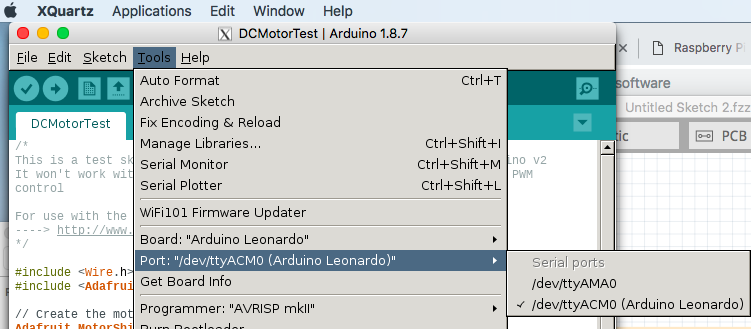 XQuartz Applications Edit Window Help
DCMotorTest | Arduino 1.8.7
File Edit Sketch Tools Help
Raspberry P
software
Untitled Sketch 2.fzz
PCB
DCMotorTest
Auto Format Ctrl+T
Archive Sketch
Fix Encoding & Reload
Manage Libraries... Ctrl+Shift+I
Serial Monitor Ctrl+Shift+M
Serial Plotter Ctrl+Shift+L
WiFi101 Firmware Updater
Board: "Arduino Leonardo"
Port: "/dev/ttyACM0 (Arduino Leonardo)"
Get Board Info
Programmer: "AVRISP mkII"
Burn Bootloader
Serial ports
/dev/ttyAMA0
✓ /dev/ttyACM0 (Arduino Leonardo)
/*
This is a test sk ino v2
It won't work wit PWM
control
For use with the
----> http://www.
*/
#include <Wire.h>
#include <Adafrui
// Create the mot
Adafruit_MotorShi